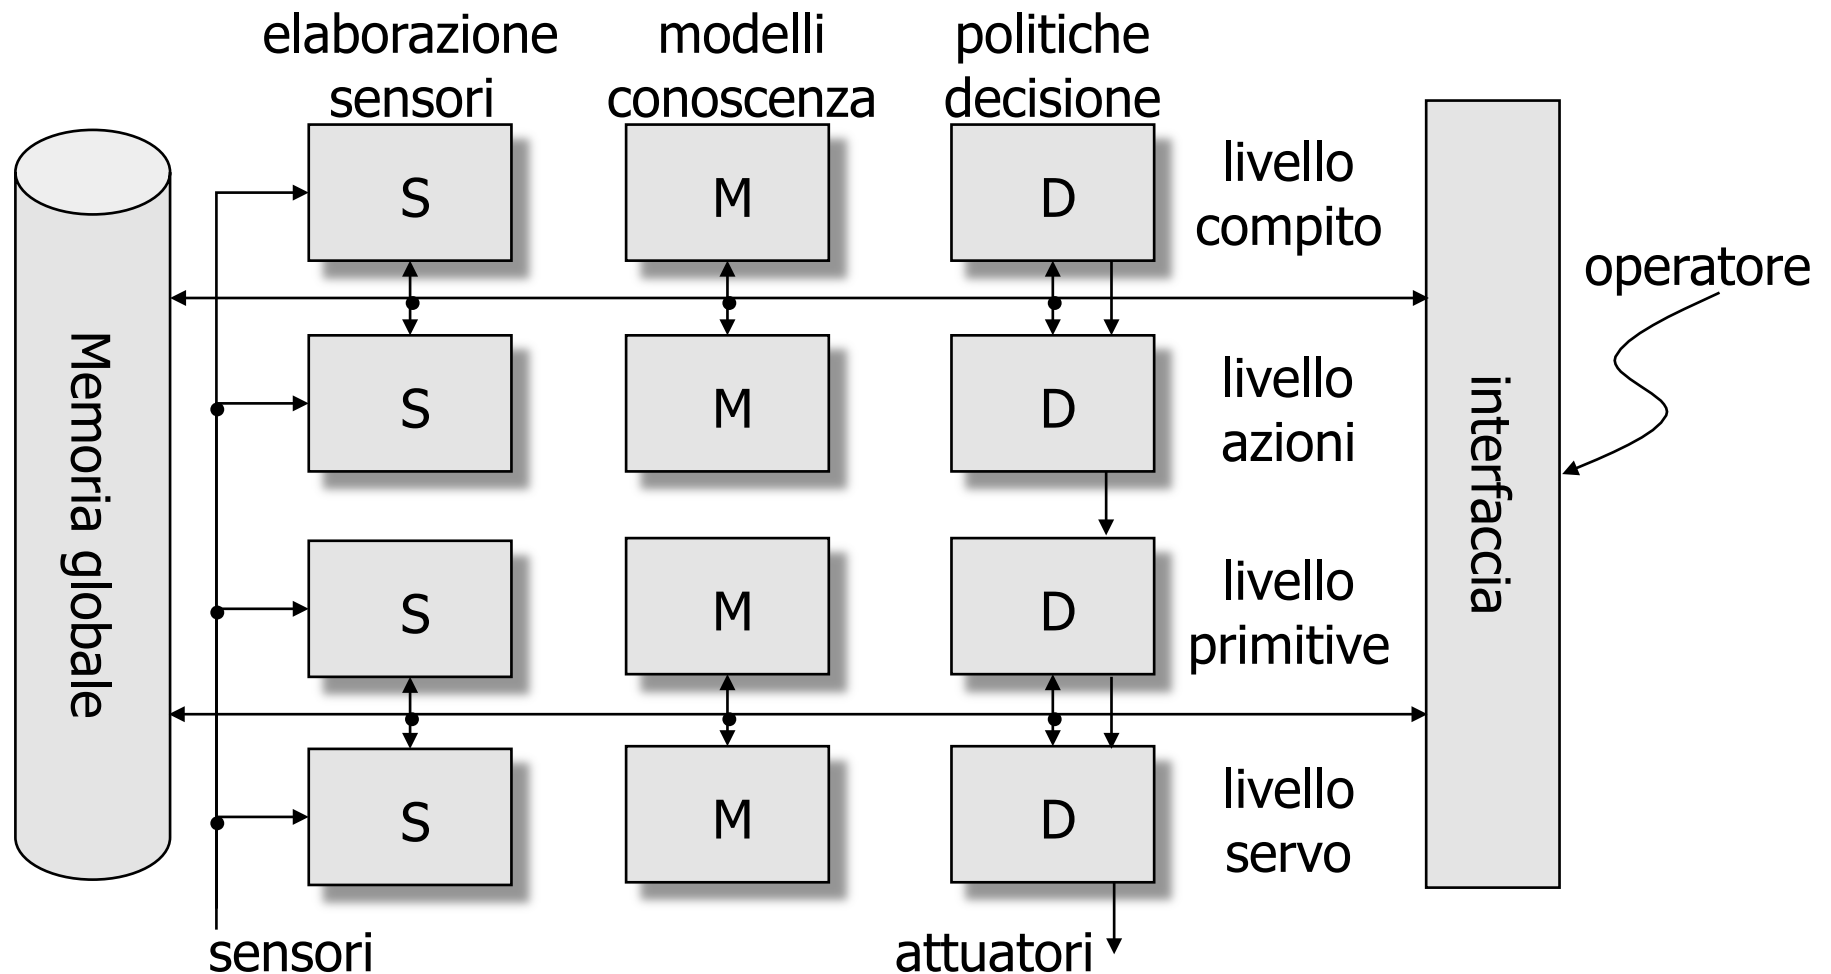 elaborazione
sensori
modelli
conoscenza
politiche
decisione
Memoria globale
S
M
D
livello
compito
operatore
S
M
D
livello
azioni
interfaccia
S
M
D
livello
primitive
S
M
D
livello
servo
sensori
attuatori